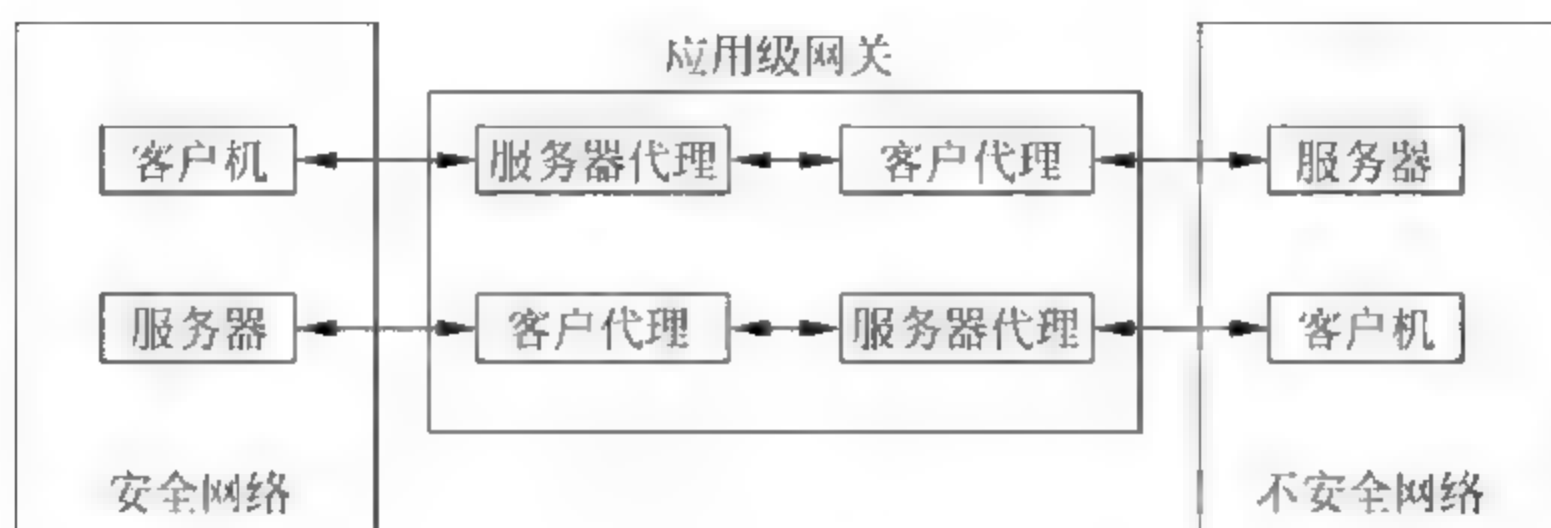 应用级网关
客户机 服务器代理 客户代理 服务器
服务器 客户代理 服务器代理 客户机
安全网络 不安全网络